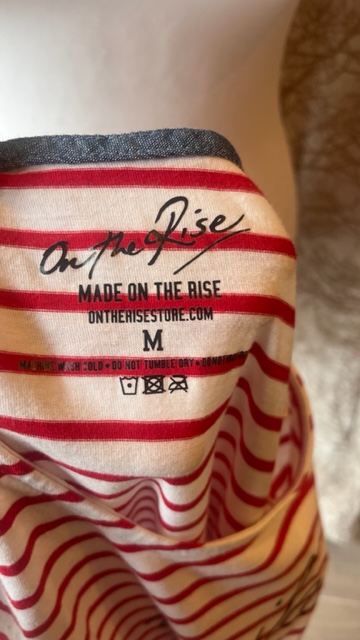 On the Rise
MADE ON THE RISE
ONTHERISESTORE.COM
M
MACHINE WASH COLD • DO NOT TUMBLE DRY •